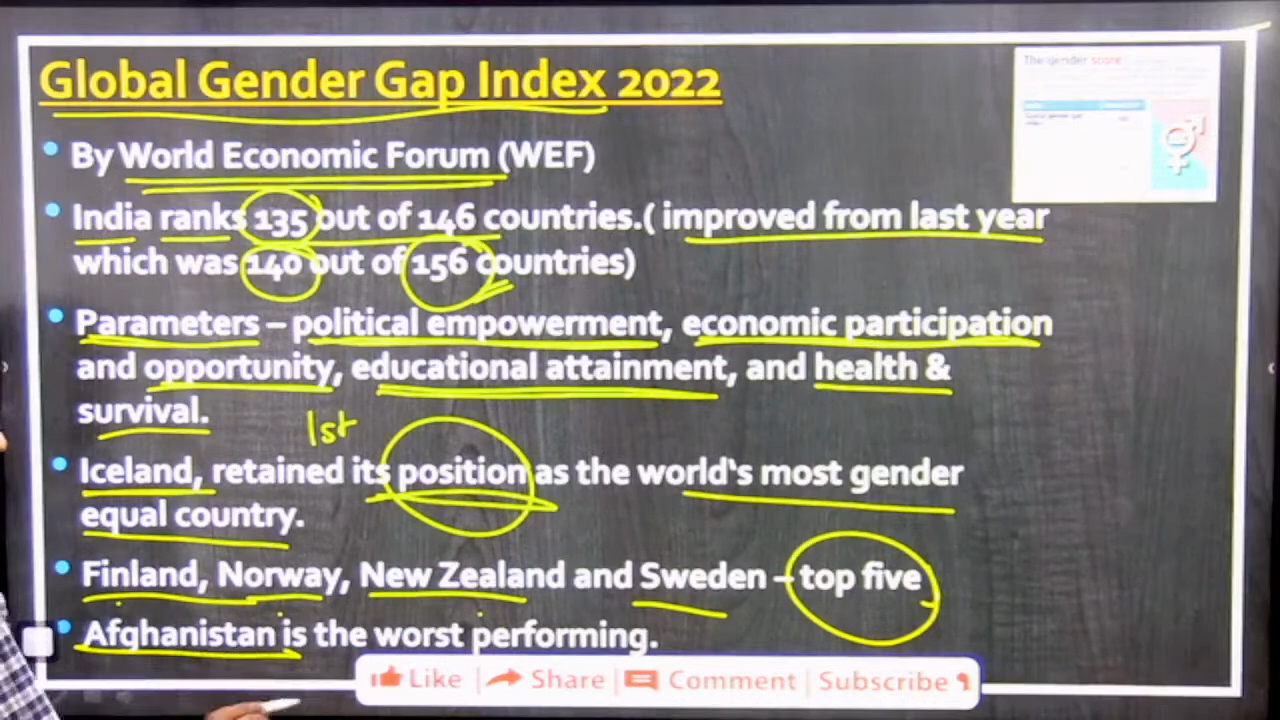 Global Gender Gap Index 2022
The gender score
By World Economic Forum (WEF)
India ranks 135 out of 146 countries.( improved from last year
which was 140 out of 156 countries)
Parameters – political empowerment, economic participation
and opportunity, educational attainment, and health &
survival.
1st
Iceland, retained its position as the world's most gender
equal country.
Finland, Norway, New Zealand and Sweden – top five
Afghanistan is the worst performing.
Like Share Comment Subscribe